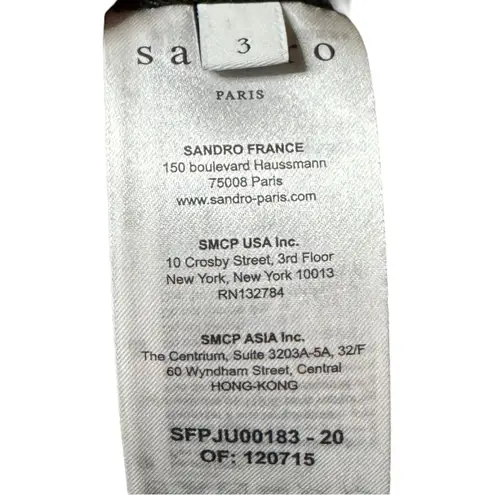 3
sa ro
PARIS
SANDRO FRANCE
150 boulevard Haussmann
75008 Paris
www.sandro-paris.com
SMCP USA Inc.
10 Crosby Street, 3rd Floor
New York, New York 10013
RN132784
SMCP ASIA Inc.
The Centrium, Suite 3203A-5A, 32/F
60 Wyndham Street, Central
HONG-KONG
SFPJU00183 - 20
OF: 120715